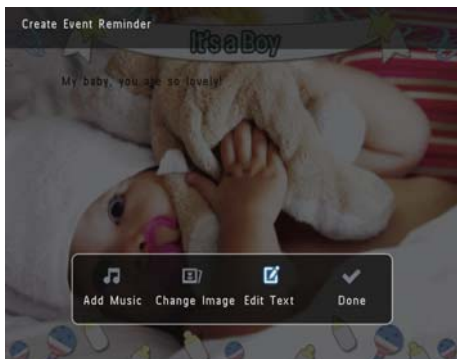 Create Event Reminder
It's a Boy
My baby, you are so lovely!
Add Music Change Image Edit Text Done